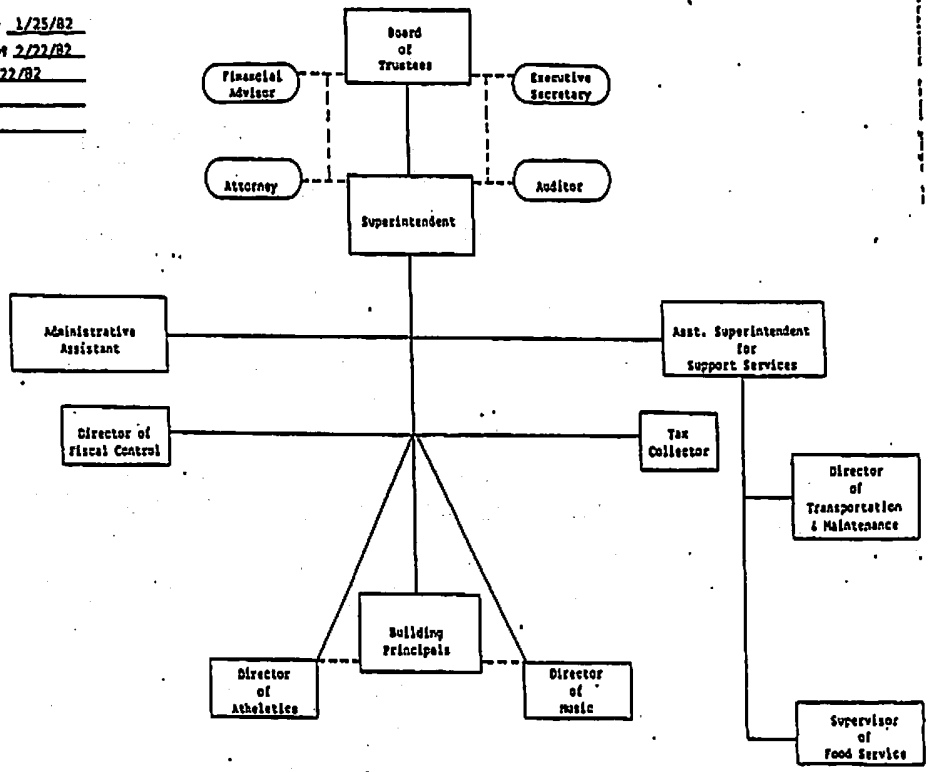 1/25/82
2/22/82
22/82
Board
of
Trustees
Financial
Advisor
Executive
Secretary
Attorney
Auditor
Superintendent
Administrative
Assistant
Asst. Superintendent
for
Support Services
Director of
Fiscal Control
Tax
Collector
Director
of
Transportation
& Maintenance
Building
Principals
Director
of
Atheletics
Director
of
Music
Supervisor
of
Food Service